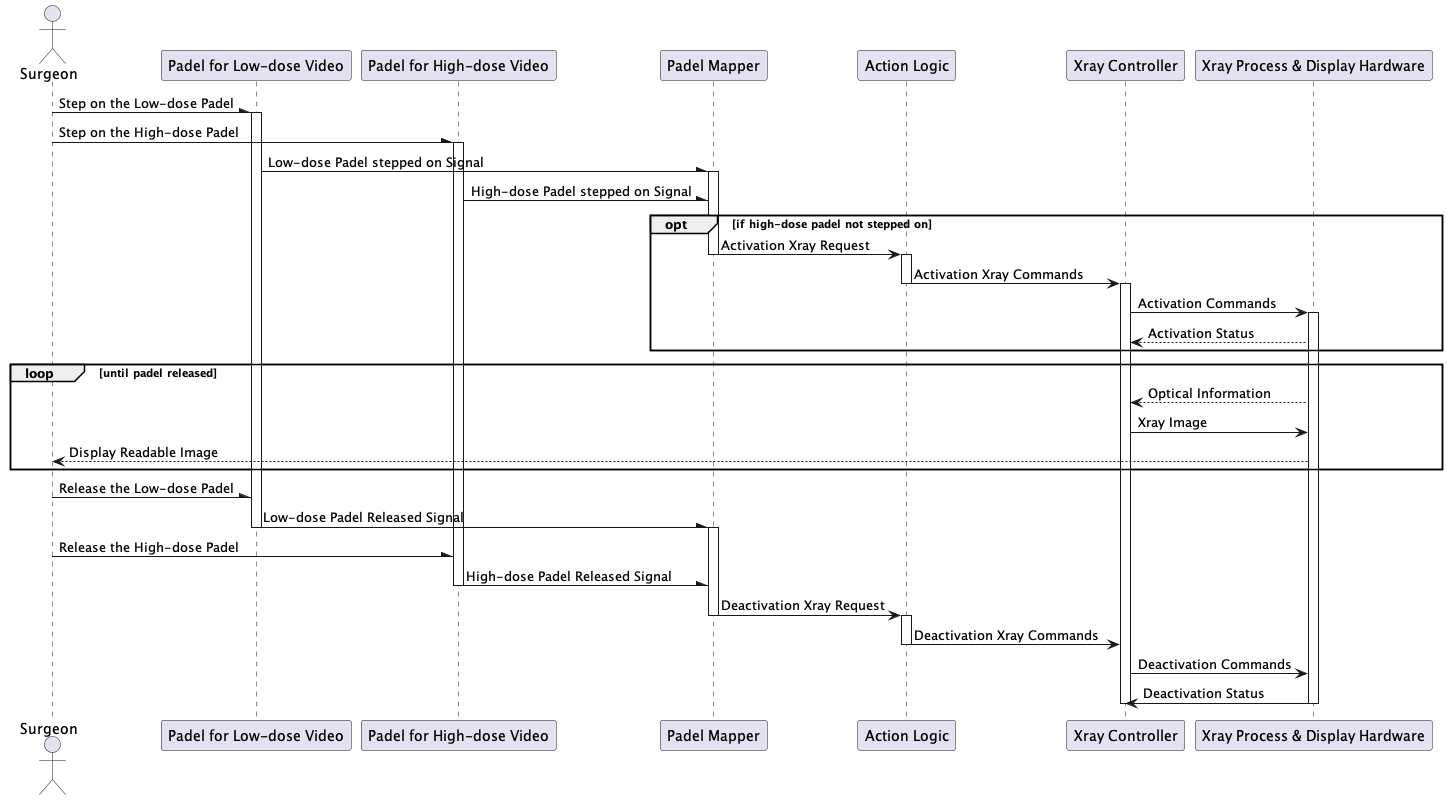 Surgeon
Padel for Low-dose Video
Padel for High-dose Video
Padel Mapper
Action Logic
Xray Controller
Xray Process & Display Hardware
Step on the Low-dose Padel
Step on the High-dose Padel
Low-dose Padel stepped on Signal
High-dose Padel stepped on Signal
opt
[if high-dose padel not stepped on]
Activation Xray Request
Activation Xray Commands
Activation Commands
Activation Status
loop
[until padel released]
Optical Information
Xray Image
Display Readable Image
Release the Low-dose Padel
Low-dose Padel Released Signal
Release the High-dose Padel
High-dose Padel Released Signal
Deactivation Xray Request
Deactivation Xray Commands
Deactivation Commands
Deactivation Status
Surgeon
Padel for Low-dose Video
Padel for High-dose Video
Padel Mapper
Action Logic
Xray Controller
Xray Process & Display Hardware